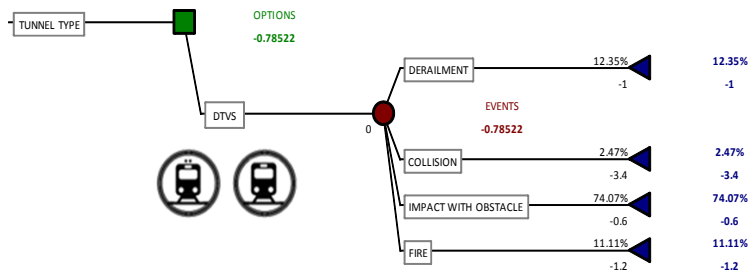 TUNNEL TYPE
OPTIONS
-0.78522
DTVS
0
EVENTS
-0.78522
DERAILMENT
12.35%
-1
12.35%
-1
COLLISION
2.47%
-3.4
2.47%
-3.4
IMPACT WITH OBSTACLE
74.07%
-0.6
74.07%
-0.6
FIRE
11.11%
-1.2
11.11%
-1.2